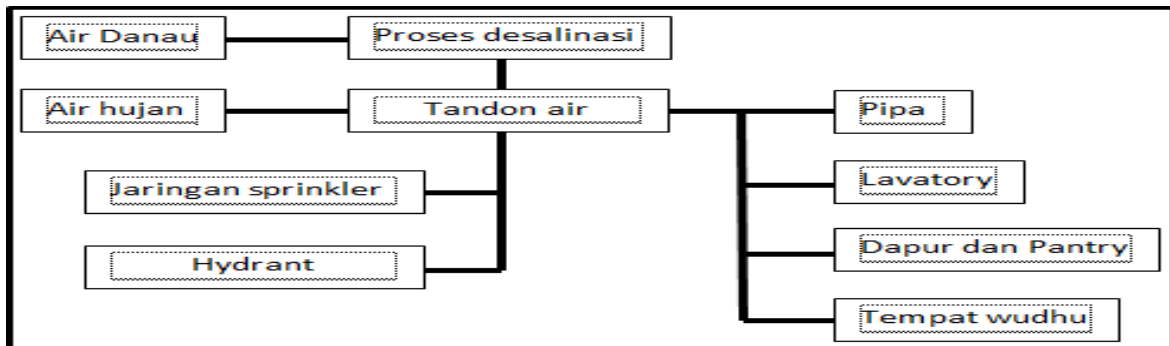 Air Danau
Proses desalinasi
Air hujan
Tandon air
Pipa
Jaringan sprinkler
Lavatory
Hydrant
Dapur dan Pantry
Tempat wudhu